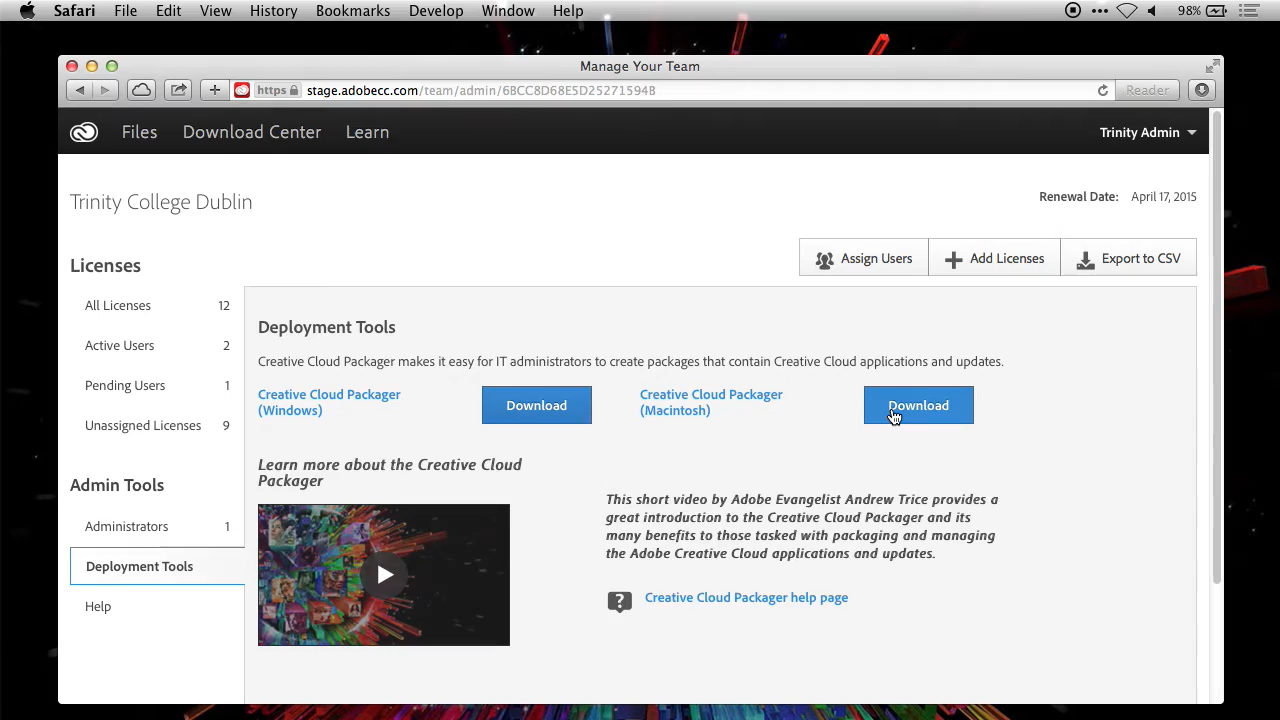 Safari File Edit View History Bookmarks Develop Window Help 98%
Manage Your Team
https stage.adobecc.com/team/admin/6BCC8D68E5D25271594B Reader
Files Download Center Learn Trinity Admin
Trinity College Dublin
Renewal Date: April 17, 2015
Assign Users Add Licenses Export to CSV
Licenses
All Licenses 12
Active Users 2
Pending Users 1
Unassigned Licenses 9
Admin Tools
Administrators 1
Deployment Tools
Help
Deployment Tools
Creative Cloud Packager makes it easy for IT administrators to create packages that contain Creative Cloud applications and updates.
Creative Cloud Packager
(Windows)
Download
Creative Cloud Packager
(Macintosh)
Download
Learn more about the Creative Cloud
Packager
This short video by Adobe Evangelist Andrew Trice provides a
great introduction to the Creative Cloud Packager and its
many benefits to those tasked with packaging and managing
the Adobe Creative Cloud applications and updates.
? Creative Cloud Packager help page